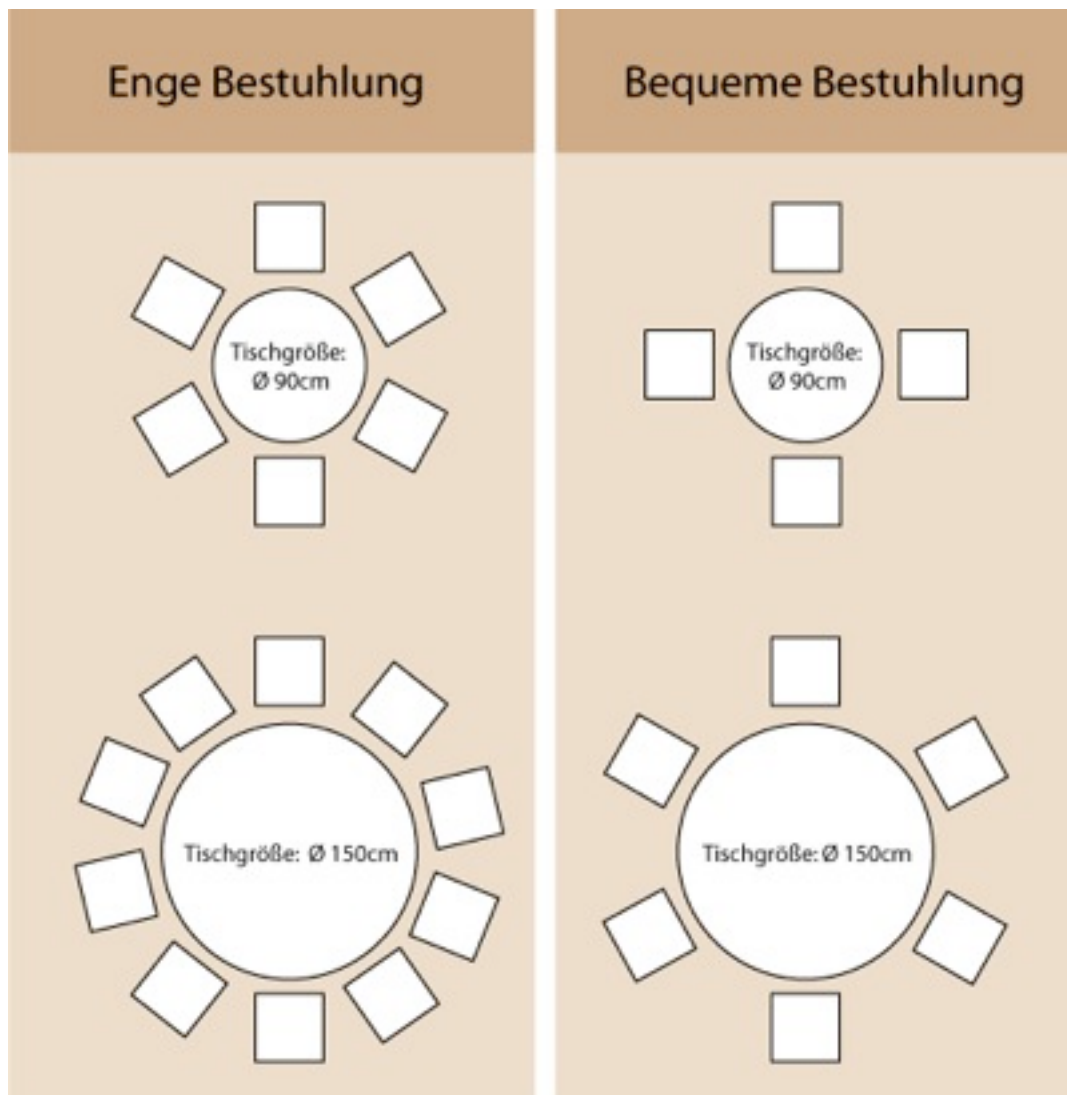 Enge Bestuhlung
Tischgröße:
Ø 90cm
Tischgröße: Ø 150cm
Bequeme Bestuhlung
Tischgröße:
Ø 90cm
Tischgröße: Ø 150cm